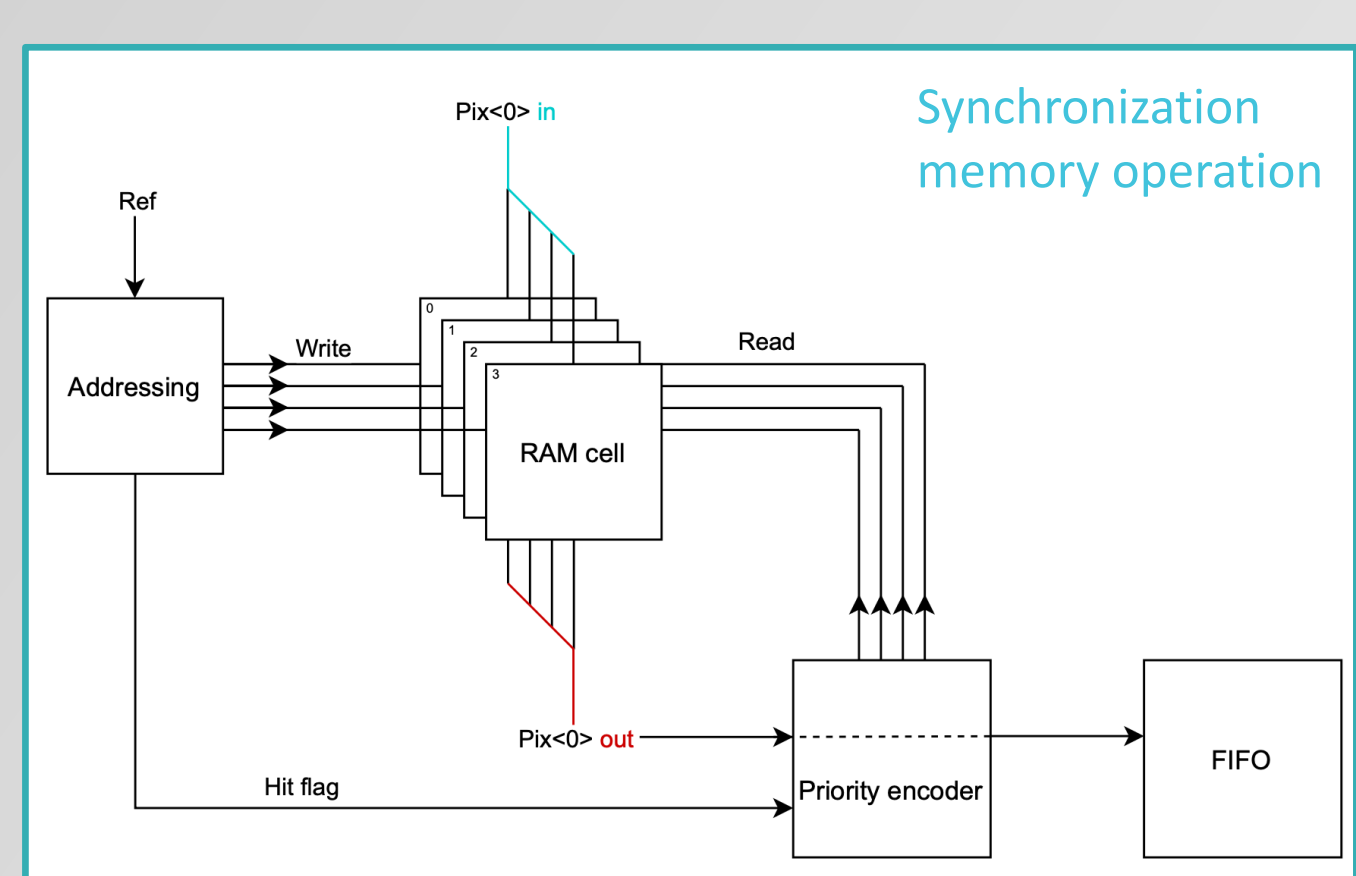 Synchronization
memory operation
Pix<0> in
Ref
0
1
2
3
Write
Read
Addressing
RAM cell
Pix<0> out
Hit flag
Priority encoder
FIFO